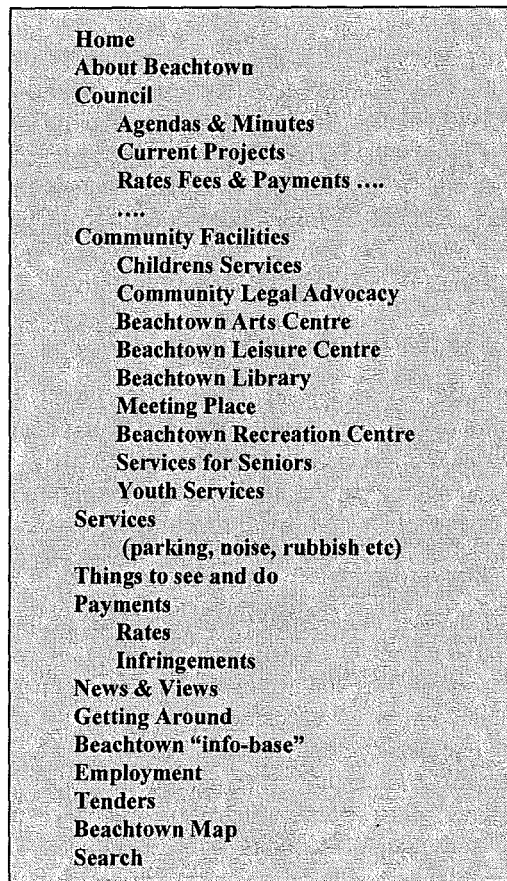 Home
About Beachtown
Council
Agendas & Minutes
Current Projects
Rates Fees & Payments ....
....
Community Facilities
Childrens Services
Community Legal Advocacy
Beachtown Arts Centre
Beachtown Leisure Centre
Beachtown Library
Meeting Place
Beachtown Recreation Centre
Services for Seniors
Youth Services
Services
(parking, noise, rubbish etc)
Things to see and do
Payments
Rates
Infringements
News & Views
Getting Around
Beachtown “info-base”
Employment
Tenders
Beachtown Map
Search